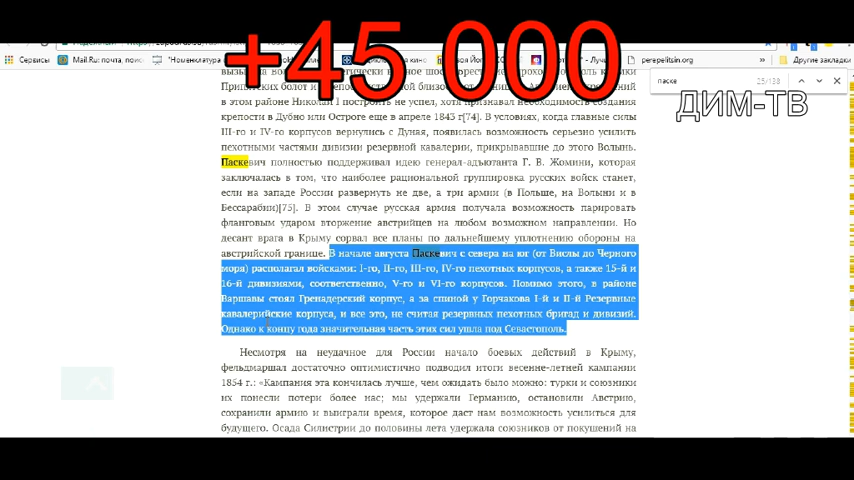 +45 000
Сервисы Mail.Ru: почта, поиск "Номенклатура perepelitsin.org Другие закладки
паске 25/138
ДИМ-ТВ
Припятских болот и
в этом районе Николай I построить не успел, хотя признавал необходимость создания
крепости в Дубно или Остроге еще в апреле 1843 г[74]. В условиях, когда главные силы
III-го и IV-го корпусов вернулись с Дуная, появилась возможность серьезно усилить
пехотными частями дивизии резервной кавалерии, прикрывавшие до этого Волынь.
Паскевич полностью поддерживал идею генерал-адъютанта Г. В. Жомини, которая
заключалась в том, что наиболее рациональной группировка русских войск станет,
если на западе России развернуть не две, а три армии (в Польше, на Волыни и в
Бессарабии)[75]. В этом случае русская армия получала возможность парировать
фланговым ударом вторжение австрийцев на любом возможном направлении. Но
десант врага в Крыму сорвал все планы по дальнейшему уплотнению обороны на
австрийской границе. В начале августа Паскевич с севера на юг (от Вислы до Черного
моря) располагал войсками: I-го, II-го, III-го, IV-го пехотных корпусов, а также 15-й и
16-й дивизиями, соответственно, V-го и VI-го корпусов. Помимо этого, в районе
Варшавы стоял Гренадерский корпус, а за спиной у Горчакова I-й и II-й Резервные
кавалерийские корпуса, и все это, не считая резервных пехотных бригад и дивизий.
Однако к концу года значительная часть этих сил ушла под Севастополь.
Несмотря на неудачное для России начало боевых действий в Крыму,
фельдмаршал достаточно оптимистично подводил итоги весенне-летней кампании
1854 г.: «Кампания эта кончилась лучше, чем ожидать было можно: турки и союзники
их понесли потери более нас; мы удержали Германию, остановили Австрию,
сохранили армию и выиграли время, которое даст нам возможность усилиться для
будущего. Осада Силистрии до половины лета удержала союзников от покушений на